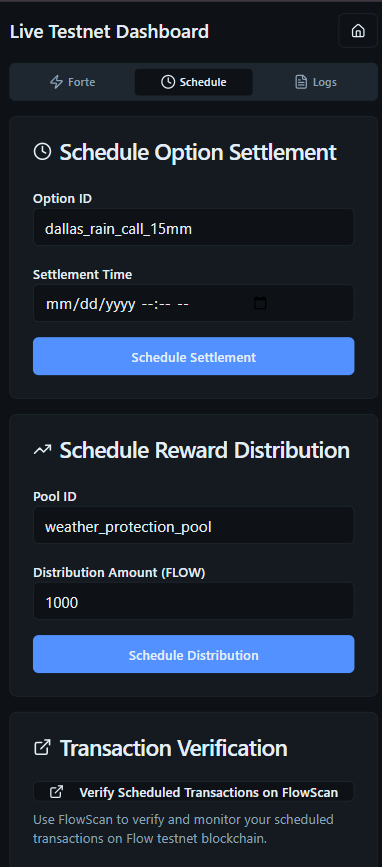 Live Testnet Dashboard
Forte
Schedule
Logs
Schedule Option Settlement
Option ID
dallas_rain_call_15mm
Settlement Time
mm/dd/yyyy --:-- --
Schedule Settlement
Schedule Reward Distribution
Pool ID
weather_protection_pool
Distribution Amount (FLOW)
1000
Schedule Distribution
Transaction Verification
Verify Scheduled Transactions on FlowScan
Use FlowScan to verify and monitor your scheduled
transactions on Flow testnet blockchain.